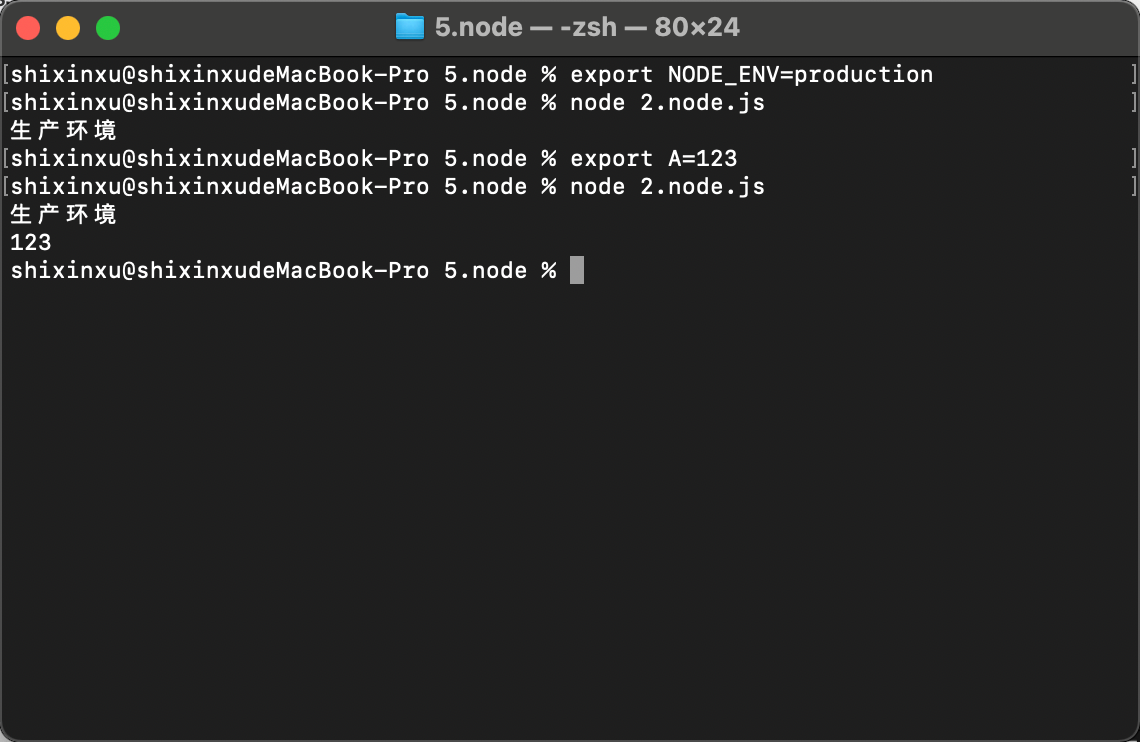 5.node — -zsh — 80×24
[shixinxu@shixinxudeMacBook-Pro 5.node % export NODE_ENV=production ]
[shixinxu@shixinxudeMacBook-Pro 5.node % node 2.node.js ]
生产环境
[shixinxu@shixinxudeMacBook-Pro 5.node % export A=123 ]
[shixinxu@shixinxudeMacBook-Pro 5.node % node 2.node.js ]
生产环境
123
shixinxu@shixinxudeMacBook-Pro 5.node %